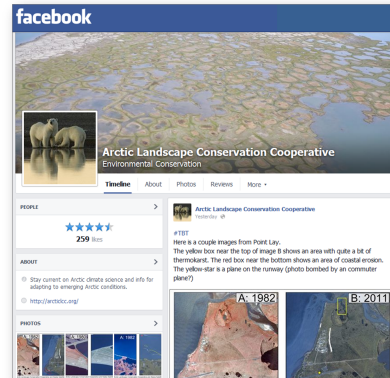 facebook
Arctic Landscape Conservation Cooperative
Environmental Conservation
Timeline About Photos Reviews More
PEOPLE
259 likes
ABOUT
Stay current on Arctic climate science and info for
adapting to emerging Arctic conditions.
http://arcticlcc.org/
PHOTOS
Arctic Landscape Conservation Cooperative
Yesterday
#TBT
Here is a couple images from Point Lay.
The yellow box near the top of image B shows an area with quite a bit of
thermokarst. The red box near the bottom shows an area of coastal erosion.
The yellow-star is a plane on the runway (photo bombed by an commuter
plane?)
A: 1982
B: 2011
A: 1982